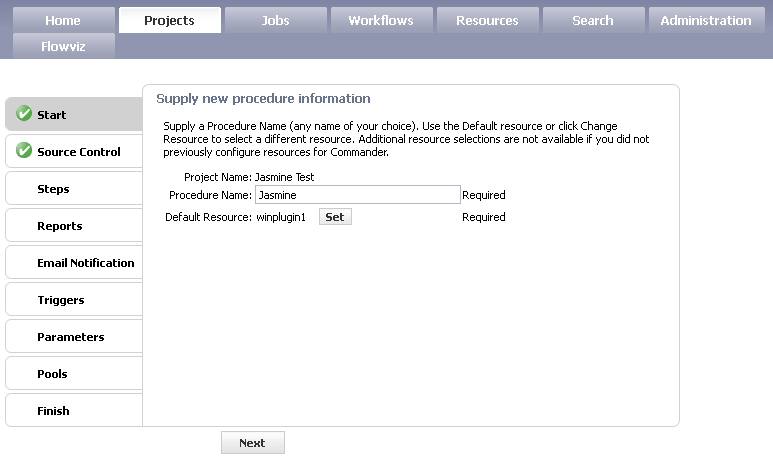 Home Projects Jobs Workflows Resources Search Administration
Flowviz
Start
Source Control
Steps
Reports
Email Notification
Triggers
Parameters
Pools
Finish
Supply new procedure information
Supply a Procedure Name (any name of your choice). Use the Default resource or click Change
Resource to select a different resource. Additional resource selections are not available if you did not
previously configure resources for Commander.
Project Name: Jasmine Test
Procedure Name: Jasmine Required
Default Resource: winplugin1 Set Required
Next